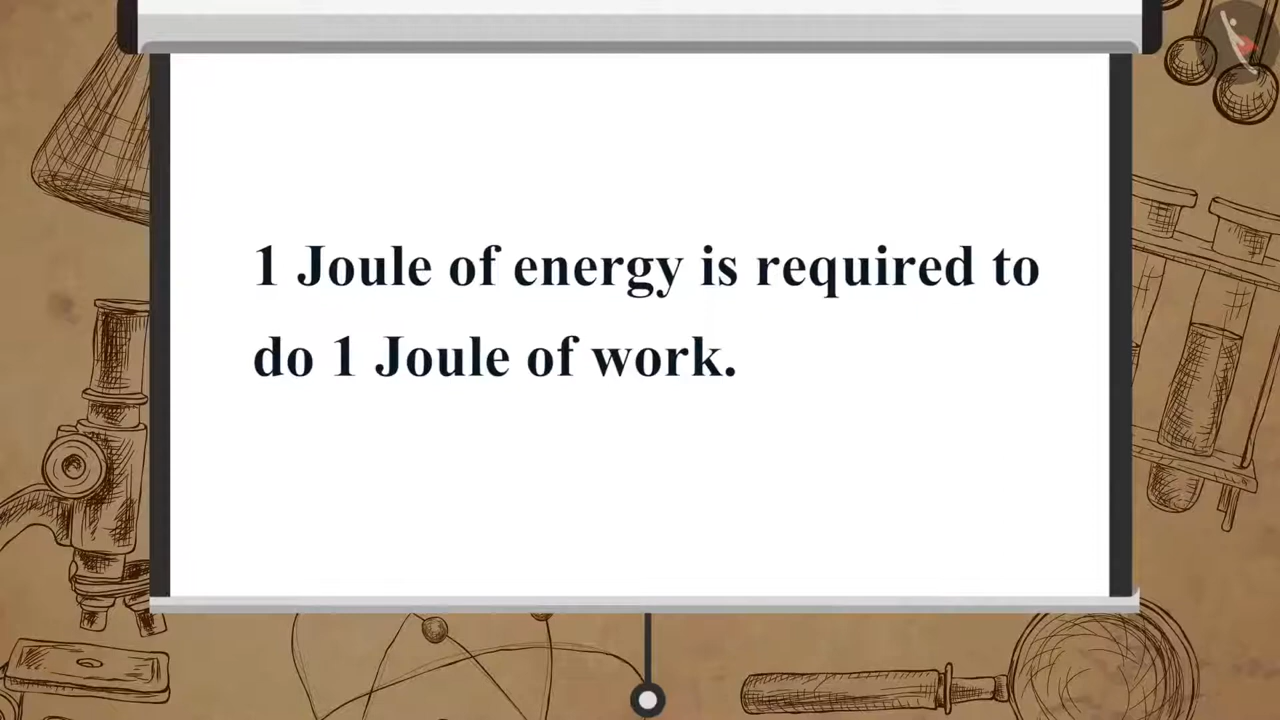 1 Joule of energy is required to
do 1 Joule of work.